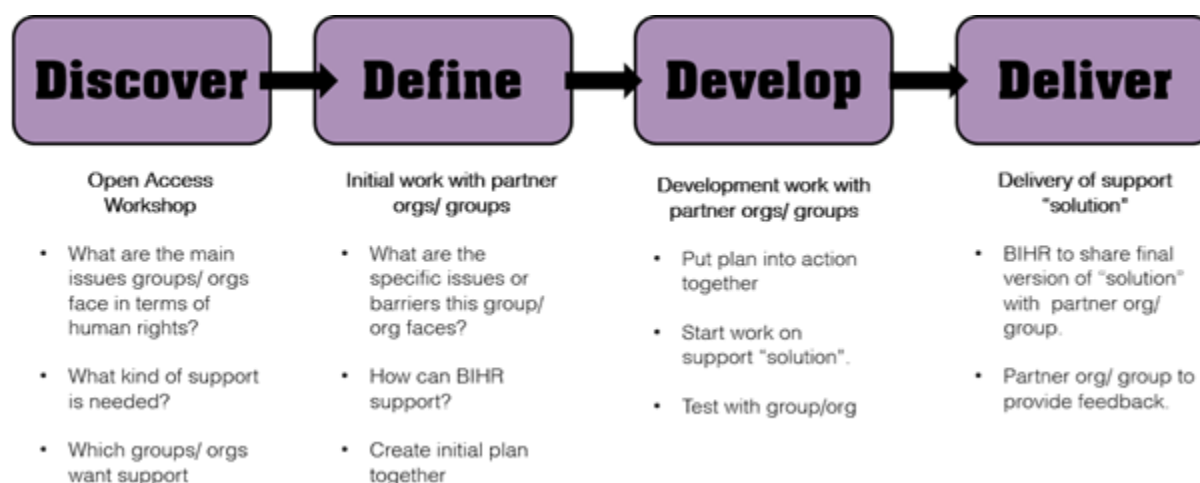 Discover
Define
Develop
Deliver
Open Access
Workshop
• What are the main
issues groups/ orgs
face in terms of
human rights?
• What kind of support
is needed?
• Which groups/ orgs
want support
Initial work with partner
orgs/ groups
• What are the
specific issues or
barriers this group/
org faces?
• How can BIHR
support?
• Create initial plan
together
Development work with
partner orgs/ groups
• Put plan into action
together
• Start work on
support “solution”.
• Test with group/org
Delivery of support
“solution”
• BIHR to share final
version of “solution”
with partner org/
group.
• Partner org/ group to
provide feedback.